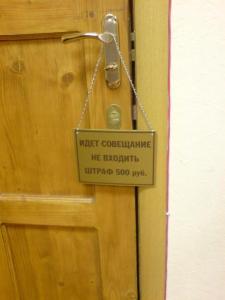 ИДЕТ СОВЕЩАНИЕ
НЕ ВХОДИТЬ
ШТРАФ 500 руб.